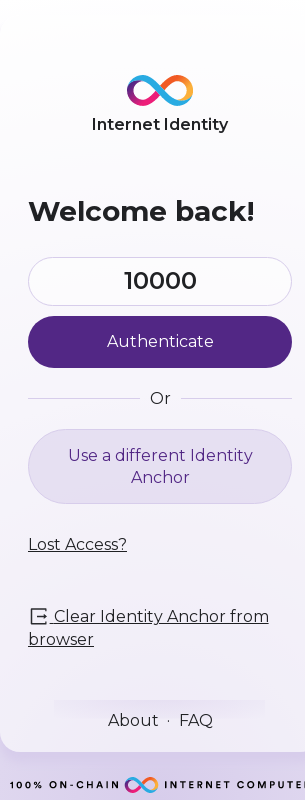 Internet Identity
Welcome back!
10000
Authenticate
Or
Use a different Identity
Anchor
Lost Access?
Clear Identity Anchor from
browser
About · FAQ
100% ON-CHAIN INTERNET COMPUTE